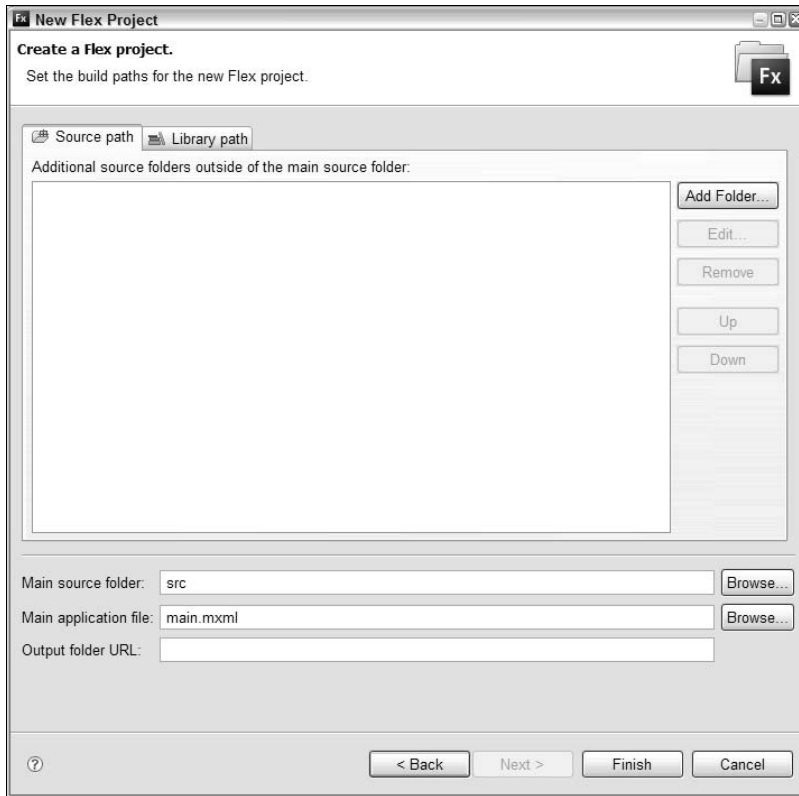 Fx New Flex Project
Create a Flex project.
Set the build paths for the new Flex project.
Fx
Source path Library path
Additional source folders outside of the main source folder:
Add Folder...
Edit...
Remove
Up
Down
Main source folder: src Browse...
Main application file: main.mxml Browse...
Output folder URL:
? < Back Next > Finish Cancel